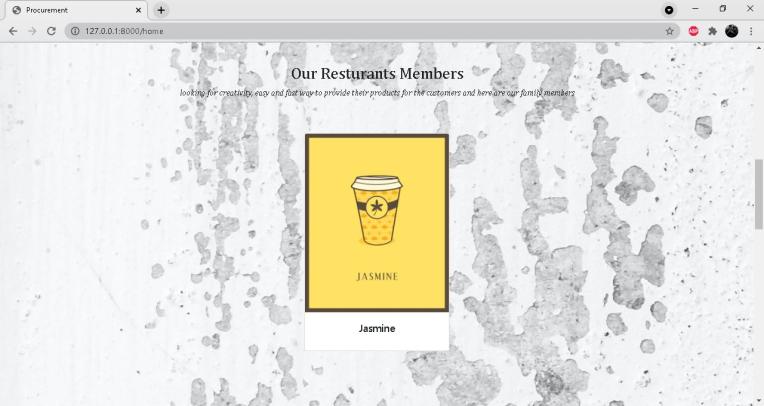 Procurement
127.0.0.1:8000/home
ABP
Our Resturants Members
looking for creativity, easy and fast way to provide their products for the customers and here are our family members
JASMINE
Jasmine